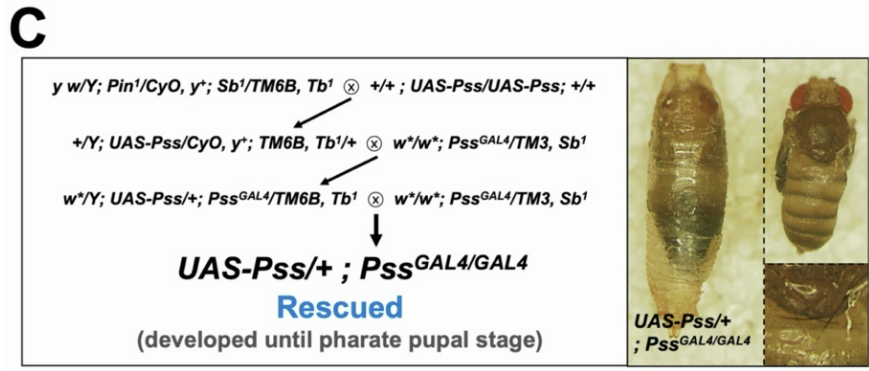 C
y w/Y; Pin¹/CyO, y⁺; Sb¹/TM6B, Tb¹ ⓧ +/+ ; UAS-Pss/UAS-Pss; +/+
+/Y; UAS-Pss/CyO, y⁺; TM6B, Tb¹/+ ⓧ w*/w*; Pssᴳᴬᴸ⁴/TM3, Sb¹
w*/Y; UAS-Pss/+; Pssᴳᴬᴸ⁴/TM6B, Tb¹ ⓧ w*/w*; Pssᴳᴬᴸ⁴/TM3, Sb¹
UAS-Pss/+ ; Pssᴳᴬᴸ⁴/ᴳᴬᴸ⁴
Rescued
(developed until pharate pupal stage)
UAS-Pss/+
; Pssᴳᴬᴸ⁴/ᴳᴬᴸ⁴